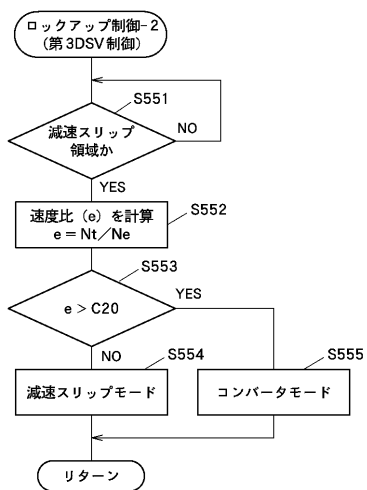 ロックアップ制御-2
(第3DSV制御)
S551
減速スリップ
領域か
NO
YES
S552
速度比(e)を計算
e=Nt/Ne
S553
e>C20
YES
NO
S554
減速スリップモード
S555
コンバータモード
リターン